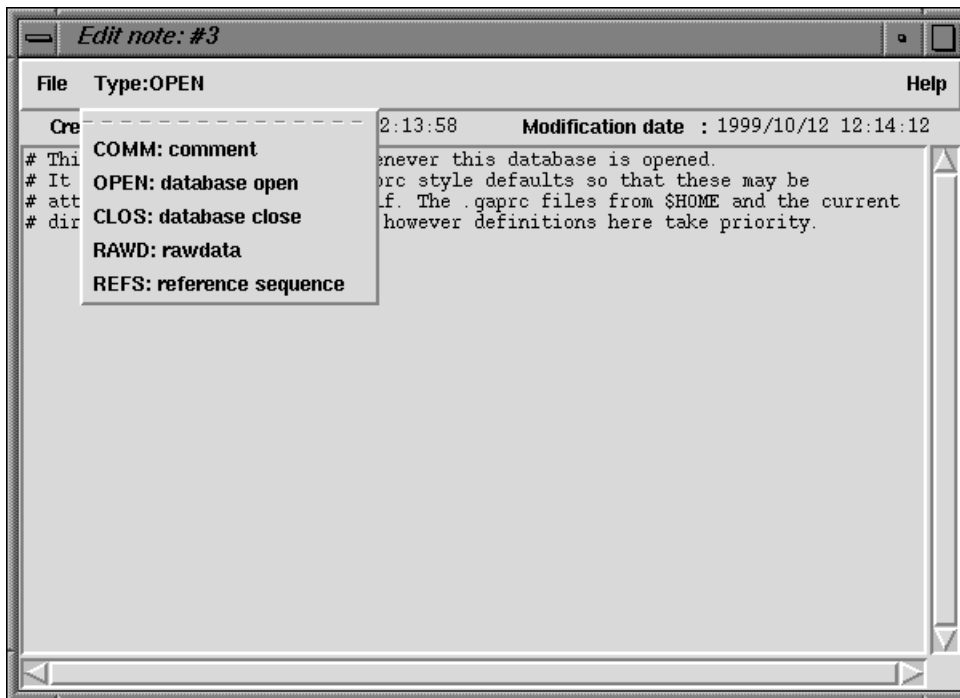 Edit note: #3
File Type:OPEN Help
Cre 2:13:58 Modification date : 1999/10/12 12:14:12
COMM: comment
OPEN: database open
CLOS: database close
RAWD: rawdata
REFS: reference sequence
# Thi enever this database is opened.
# It rc style defaults so that these may be
# att f. The .gaprc files from $HOME and the current
# dir however definitions here take priority.